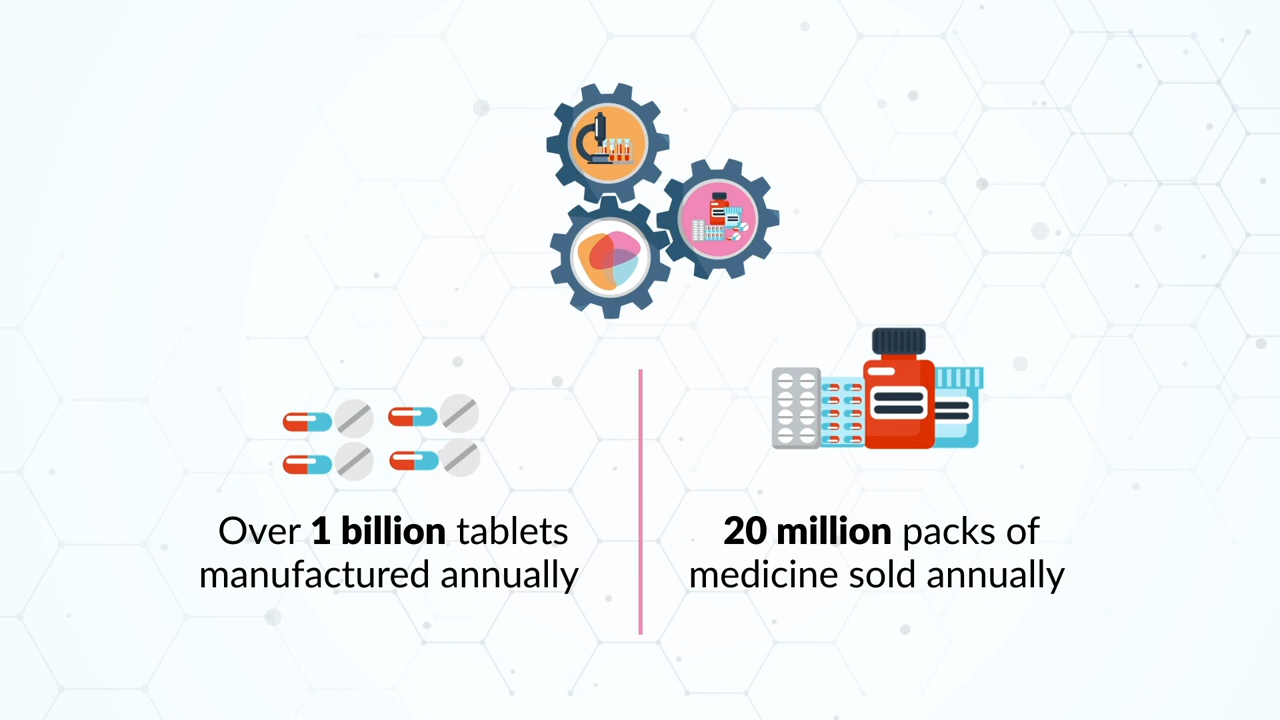 Over 1 billion tablets
manufactured annually
20 million packs of
medicine sold annually